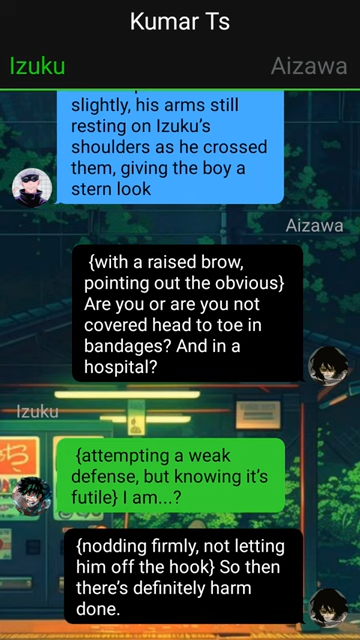 Kumar Ts
Izuku
Aizawa
slightly, his arms still
resting on Izuku's
shoulders as he crossed
them, giving the boy a
stern look
Aizawa
{with a raised brow,
pointing out the obvious}
Are you or are you not
covered head to toe in
bandages? And in a
hospital?
Izuku
{attempting a weak
defense, but knowing it's
futile} I am...?
{nodding firmly, not letting
him off the hook} So then
there's definitely harm
done.